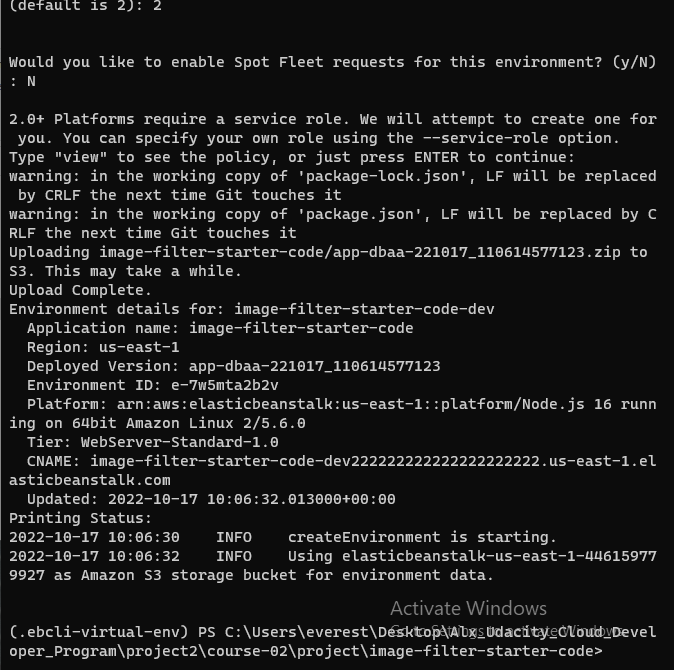 (default is 2): 2
Would you like to enable Spot Fleet requests for this environment? (y/N)
: N
2.0+ Platforms require a service role. We will attempt to create one for
 you. You can specify your own role using the --service-role option.
Type "view" to see the policy, or just press ENTER to continue:
warning: in the working copy of 'package-lock.json', LF will be replaced
 by CRLF the next time Git touches it
warning: in the working copy of 'package.json', LF will be replaced by C
RLF the next time Git touches it
Uploading image-filter-starter-code/app-dbaa-221017_110614577123.zip to
S3. This may take a while.
Upload Complete.
Environment details for: image-filter-starter-code-dev
  Application name: image-filter-starter-code
  Region: us-east-1
  Deployed Version: app-dbaa-221017_110614577123
  Environment ID: e-7w5mta2b2v
  Platform: arn:aws:elasticbeanstalk:us-east-1::platform/Node.js 16 runn
ing on 64bit Amazon Linux 2/5.6.0
  Tier: WebServer-Standard-1.0
  CNAME: image-filter-starter-code-dev222222222222222222222.us-east-1.el
asticbeanstalk.com
  Updated: 2022-10-17 10:06:32.013000+00:00
Printing Status:
2022-10-17 10:06:30    INFO    createEnvironment is starting.
2022-10-17 10:06:32    INFO    Using elasticbeanstalk-us-east-1-44615977
9927 as Amazon S3 storage bucket for environment data.
Activate Windows
Go to Settings to activate Windows.
(.ebcli-virtual-env) PS C:\Users\everest\Desktop\Alx_Udacity_Cloud_Devel
oper_Program\project2\course-02\project\image-filter-starter-code>